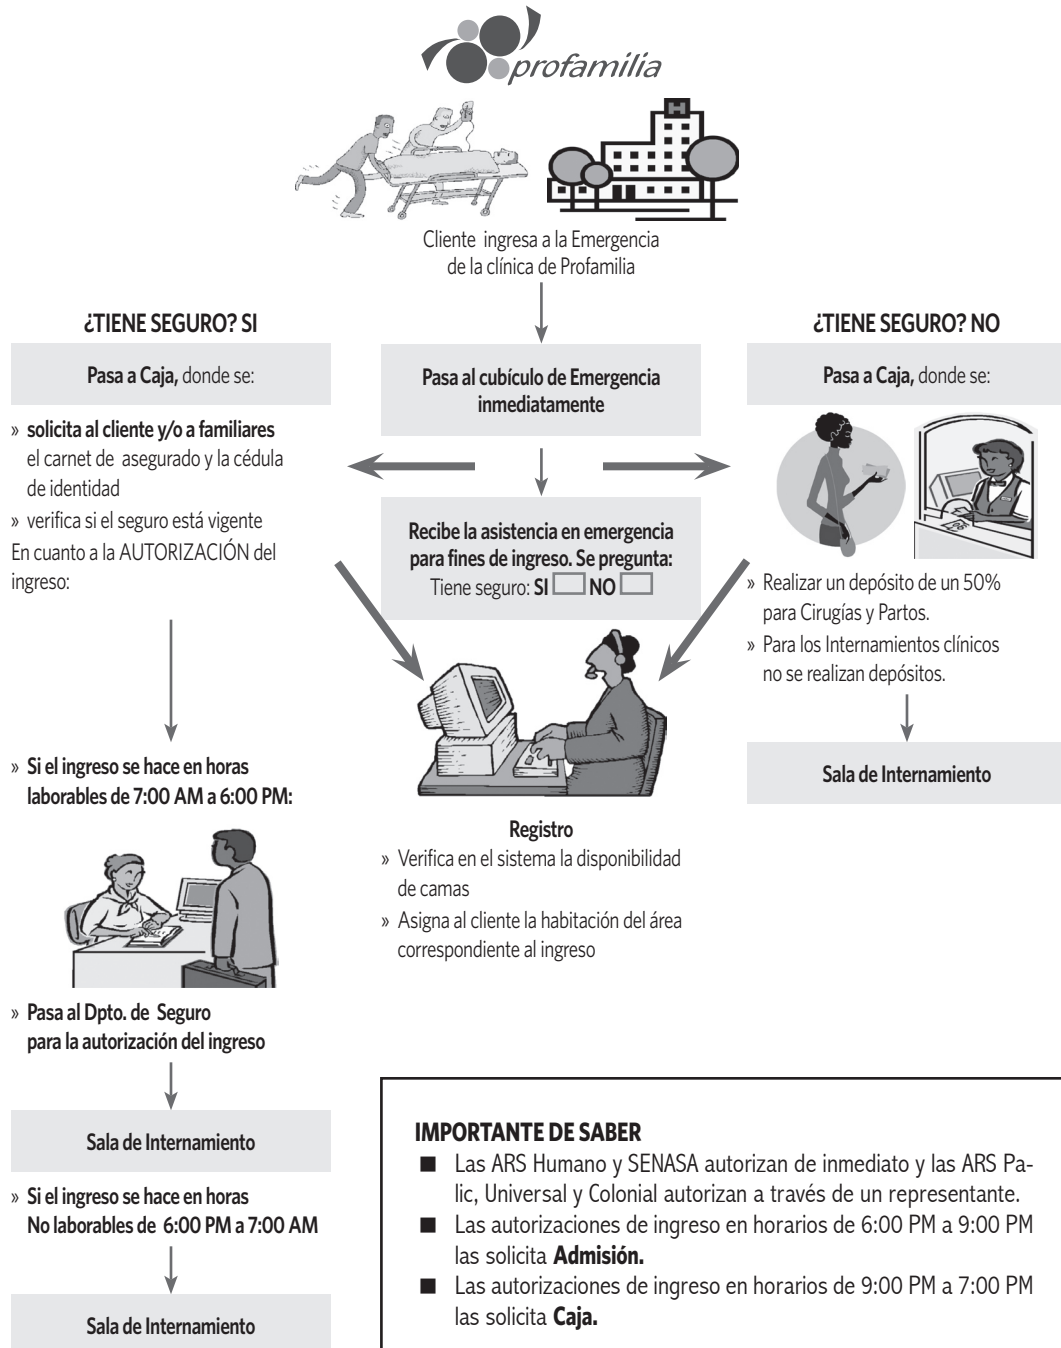 profamilia
Cliente ingresa a la Emergencia
de la clínica de Profamilia
¿TIENE SEGURO? SI
Pasa a Caja, donde se:
» solicita al cliente y/o a familiares
el carnet de asegurado y la cédula
de identidad
» verifica si el seguro está vigente
En cuanto a la AUTORIZACIÓN del
ingreso:
» Si el ingreso se hace en horas
laborables de 7:00 AM a 6:00 PM:
» Pasa al Dpto. de Seguro
para la autorización del ingreso
Sala de Internamiento
» Si el ingreso se hace en horas
No laborables de 6:00 PM a 7:00 AM
Sala de Internamiento
Pasa al cubículo de Emergencia
inmediatamente
Recibe la asistencia en emergencia
para fines de ingreso. Se pregunta:
Tiene seguro: SI NO
Registro
» Verifica en el sistema la disponibilidad
de camas
» Asigna al cliente la habitación del área
correspondiente al ingreso
¿TIENE SEGURO? NO
Pasa a Caja, donde se:
» Realizar un depósito de un 50%
para Cirugías y Partos.
» Para los Internamientos clínicos
no se realizan depósitos.
Sala de Internamiento
IMPORTANTE DE SABER
■ Las ARS Humano y SENASA autorizan de inmediato y las ARS Pa-
lic, Universal y Colonial autorizan a través de un representante.
■ Las autorizaciones de ingreso en horarios de 6:00 PM a 9:00 PM
las solicita Admisión.
■ Las autorizaciones de ingreso en horarios de 9:00 PM a 7:00 PM
las solicita Caja.
H